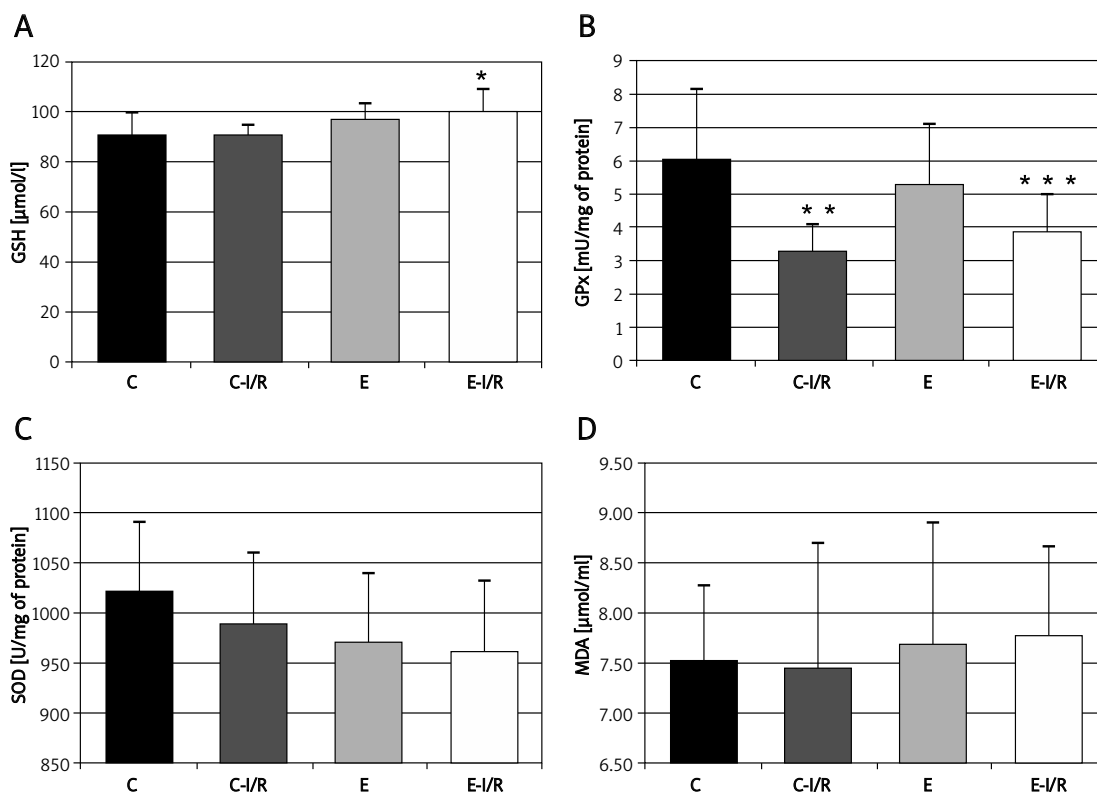 A
GSH [µmol/l]
120
100
80
60
40
20
0
*
C
C-I/R
E
E-I/R
B
GPx [mU/mg of protein]
9
8
7
6
5
4
3
2
1
0
* *
* * *
C
C-I/R
E
E-I/R
C
SOD [U/mg of protein]
1150
1100
1050
1000
950
900
850
C
C-I/R
E
E-I/R
D
MDA [µmol/ml]
9.50
9.00
8.50
8.00
7.50
7.00
6.50
C
C-I/R
E
E-I/R